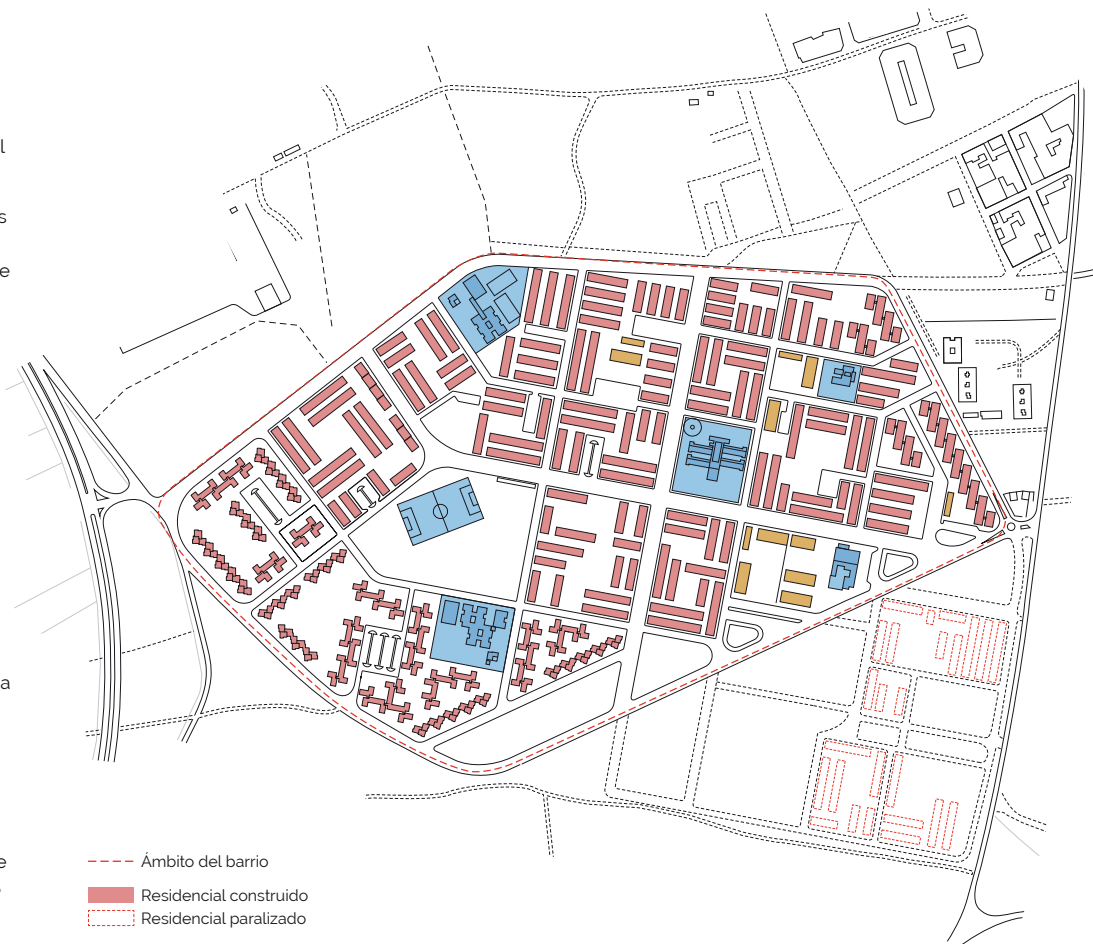 l
s
e
a
e
Ámbito del barrio
Residencial construido
Residencial paralizado